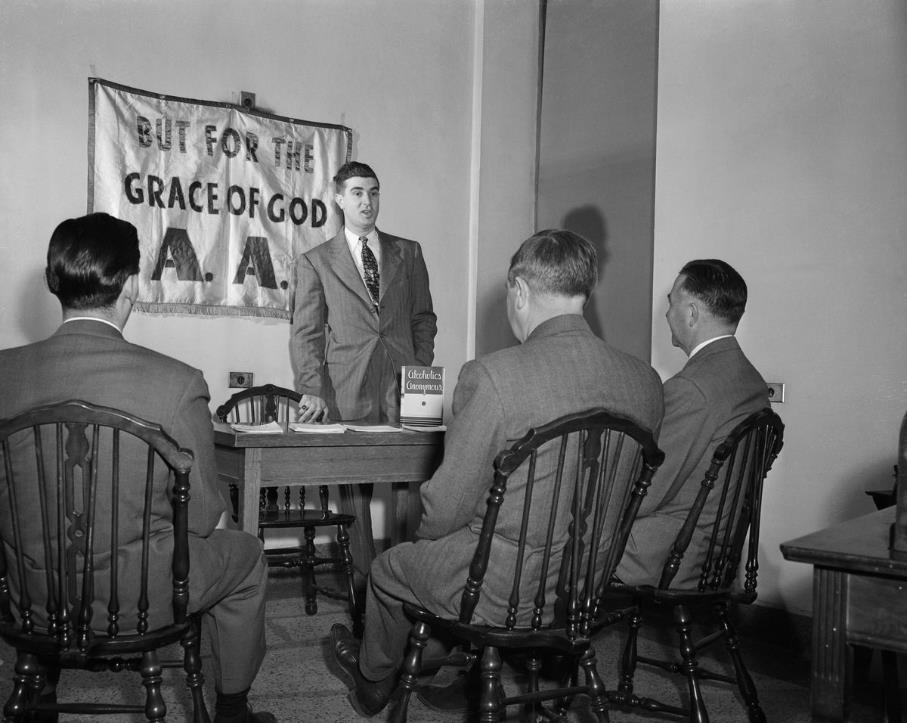 BUT FOR THE
GRACE OF GOD
A. A.
Alcoholics
Anonymous